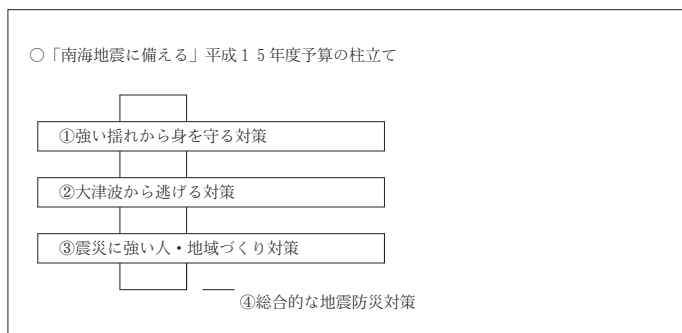 ○「南海地震に備える」平成１５年度予算の柱立て
①強い揺れから身を守る対策
②大津波から逃げる対策
③震災に強い人・地域づくり対策
④総合的な地震防災対策